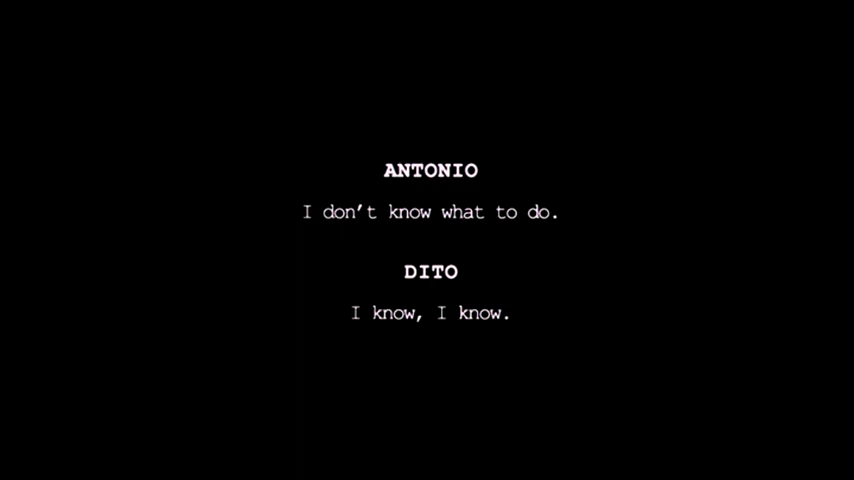 ANTONIO
I don’t know what to do.
DITO
I know, I know.